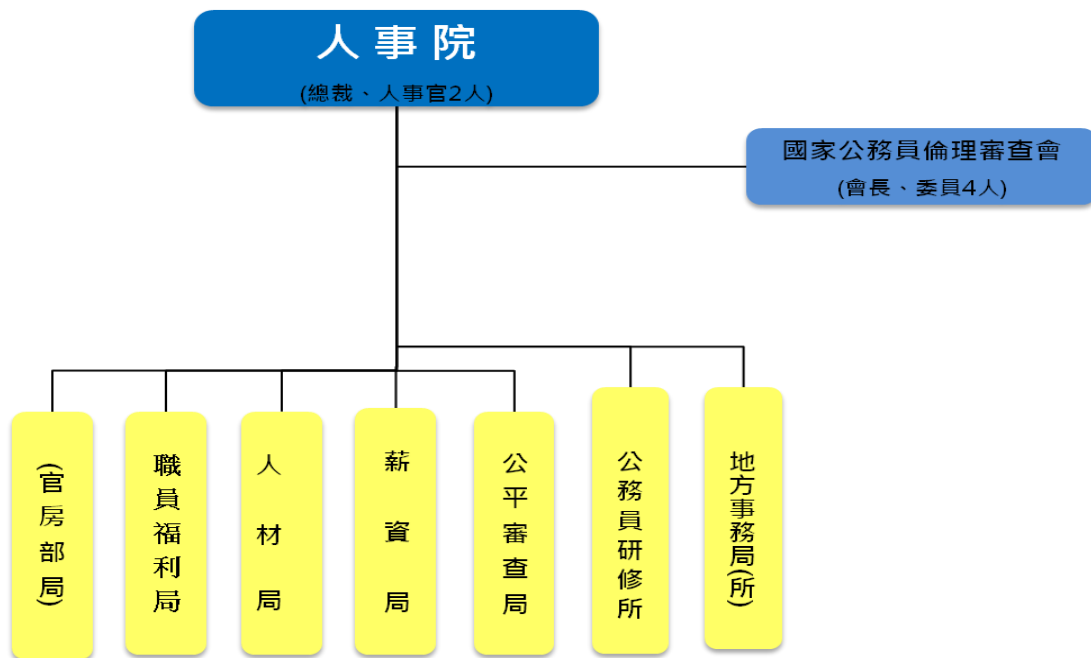 人事院
(總裁、人事官2人)
國家公務員倫理審查會
(會長、委員4人)
(官房部局)
職員福利局
人材局
薪資局
公平審查局
公務員研修所
地方事務局(所)